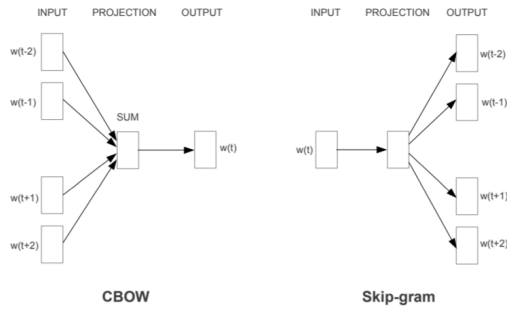 INPUT PROJECTION OUTPUT
w(t-2)
w(t-1)
SUM
w(t)
w(t+1)
w(t+2)
CBOW
INPUT PROJECTION OUTPUT
w(t-2)
w(t-1)
w(t)
w(t+1)
w(t+2)
Skip-gram